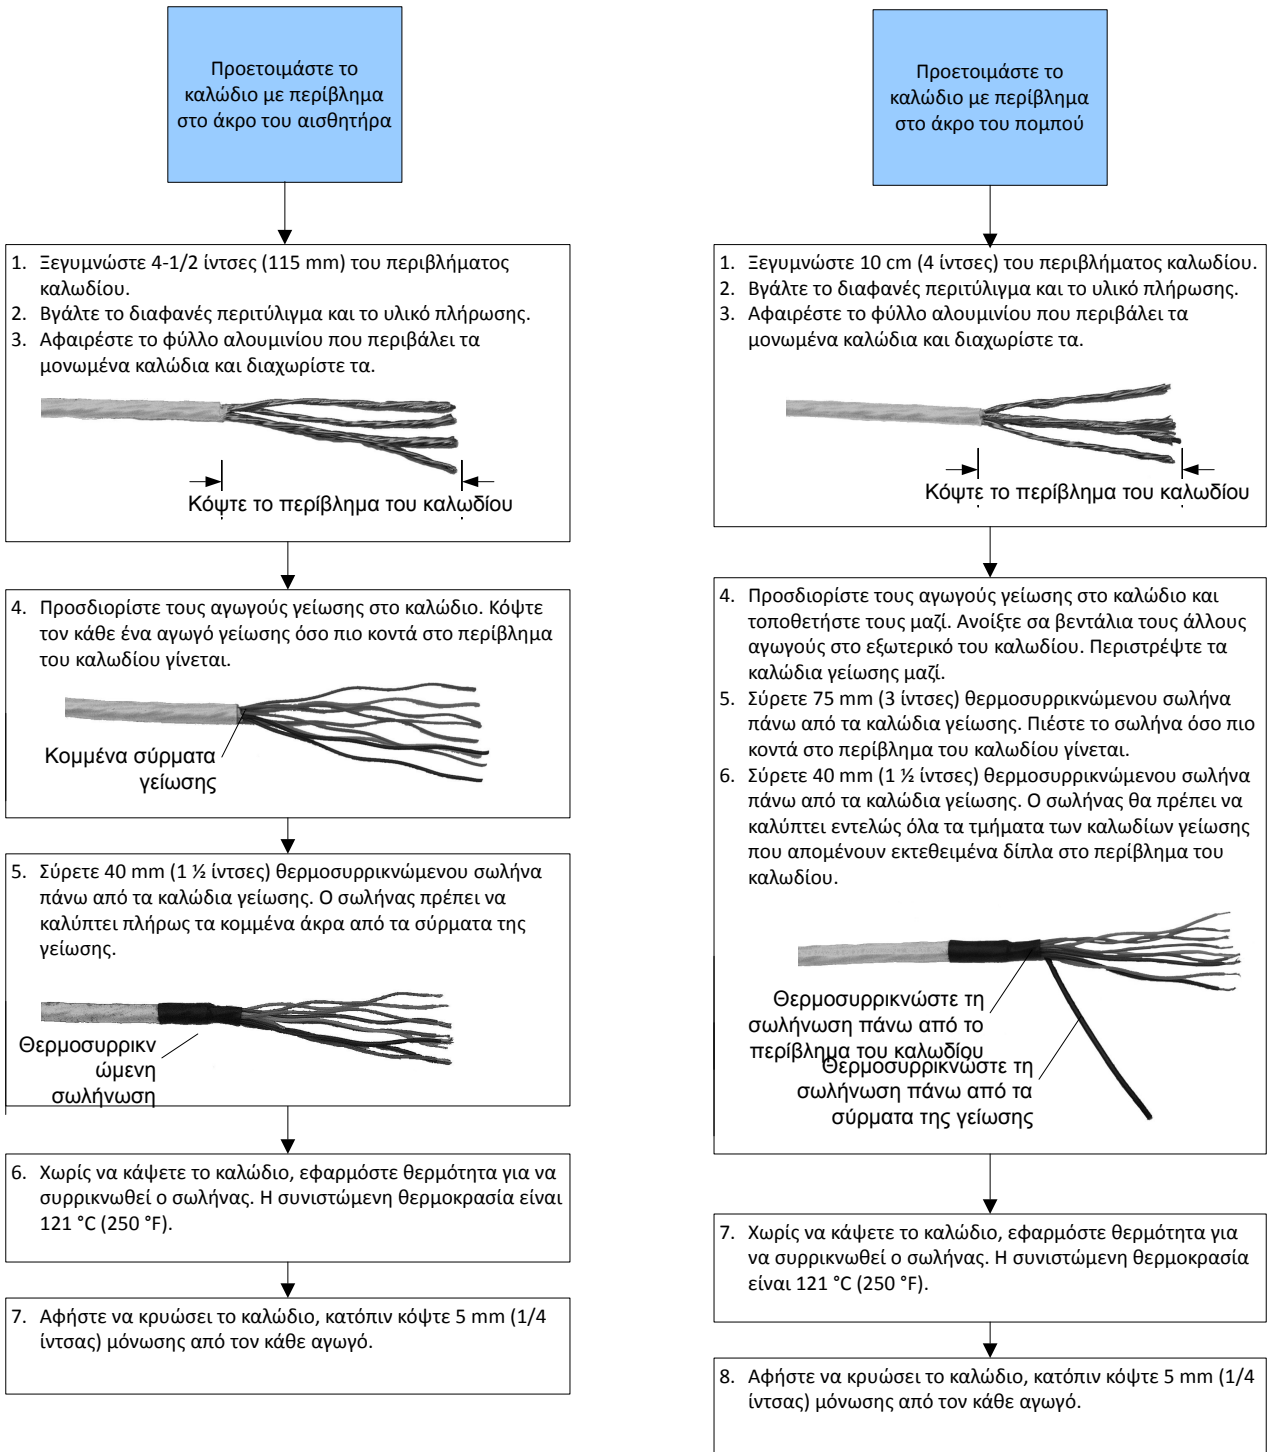 Προετοιμάστε το
καλώδιο με περίβλημα
στο άκρο του αισθητήρα
1. Ξεγυμνώστε 4-1/2 ίντσες (115 mm) του περιβλήματος
καλωδίου.
2. Βγάλτε το διαφανές περιτύλιγμα και το υλικό πλήρωσης.
3. Αφαιρέστε το φύλλο αλουμινίου που περιβάλει τα
μονωμένα καλώδια και διαχωρίστε τα.
Κόψτε το περίβλημα του καλωδίου
4. Προσδιορίστε τους αγωγούς γείωσης στο καλώδιο. Κόψτε
τον κάθε ένα αγωγό γείωσης όσο πιο κοντά στο περίβλημα
του καλωδίου γίνεται.
Κομμένα σύρματα
γείωσης
5. Σύρετε 40 mm (1 ½ ίντσες) θερμοσυρρικνώμενου σωλήνα
πάνω από τα καλώδια γείωσης. Ο σωλήνας πρέπει να
καλύπτει πλήρως τα κομμένα άκρα από τα σύρματα της
γείωσης.
Θερμοσυρρικν
ώμενη
σωλήνωση
6. Χωρίς να κάψετε το καλώδιο, εφαρμόστε θερμότητα για να
συρρικνωθεί ο σωλήνας. Η συνιστώμενη θερμοκρασία είναι
121 °C (250 °F).
7. Αφήστε να κρυώσει το καλώδιο, κατόπιν κόψτε 5 mm (1/4
ίντσας) μόνωσης από τον κάθε αγωγό.
Προετοιμάστε το
καλώδιο με περίβλημα
στο άκρο του πομπού
1. Ξεγυμνώστε 10 cm (4 ίντσες) του περιβλήματος καλωδίου.
2. Βγάλτε το διαφανές περιτύλιγμα και το υλικό πλήρωσης.
3. Αφαιρέστε το φύλλο αλουμινίου που περιβάλει τα
μονωμένα καλώδια και διαχωρίστε τα.
Κόψτε το περίβλημα του καλωδίου
4. Προσδιορίστε τους αγωγούς γείωσης στο καλώδιο και
τοποθετήστε τους μαζί. Ανοίξτε σα βεντάλια τους άλλους
αγωγούς στο εξωτερικό του καλωδίου. Περιστρέψτε τα
καλώδια γείωσης μαζί.
5. Σύρετε 75 mm (3 ίντσες) θερμοσυρρικνώμενου σωλήνα
πάνω από τα καλώδια γείωσης. Πιέστε το σωλήνα όσο πιο
κοντά στο περίβλημα του καλωδίου γίνεται.
6. Σύρετε 40 mm (1 ½ ίντσες) θερμοσυρρικνώμενου σωλήνα
πάνω από τα καλώδια γείωσης. Ο σωλήνας θα πρέπει να
καλύπτει εντελώς όλα τα τμήματα των καλωδίων γείωσης
που απομένουν εκτεθειμένα δίπλα στο περίβλημα του
καλωδίου.
Θερμοσυρρικνώστε τη
σωλήνωση πάνω από το
περίβλημα του καλωδίου
Θερμοσυρρικνώστε τη
σωλήνωση πάνω από τα
σύρματα της γείωσης
7. Χωρίς να κάψετε το καλώδιο, εφαρμόστε θερμότητα για
να συρρικνωθεί ο σωλήνας. Η συνιστώμενη θερμοκρασία
είναι 121 °C (250 °F).
8. Αφήστε να κρυώσει το καλώδιο, κατόπιν κόψτε 5 mm (1/4
ίντσας) μόνωσης από τον κάθε αγωγό.